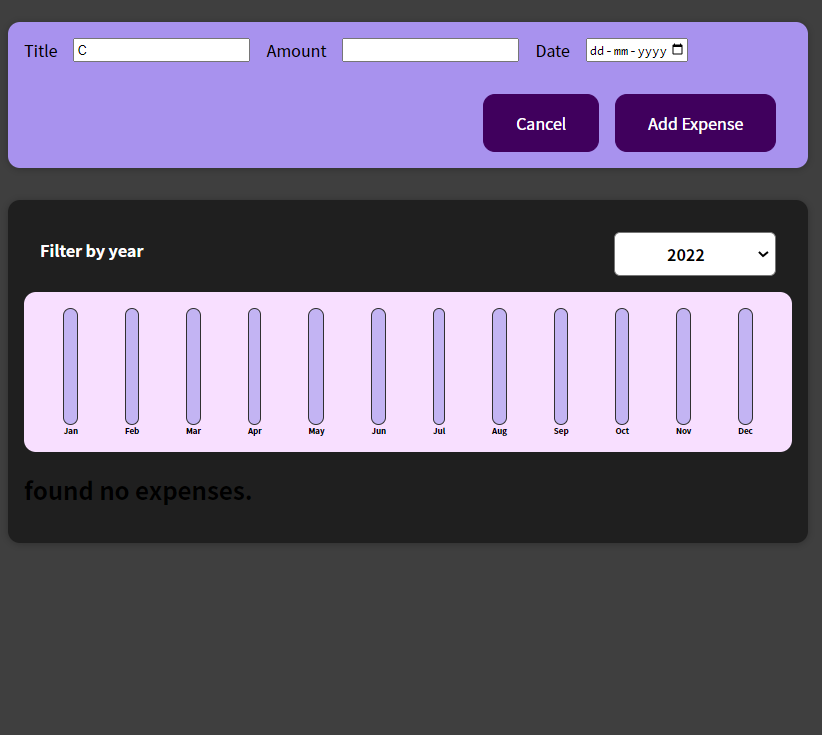 Title C Amount Date dd-mm-yyyy
Cancel Add Expense
Filter by year 2022
Jan Feb Mar Apr May Jun Jul Aug Sep Oct Nov Dec
found no expenses.